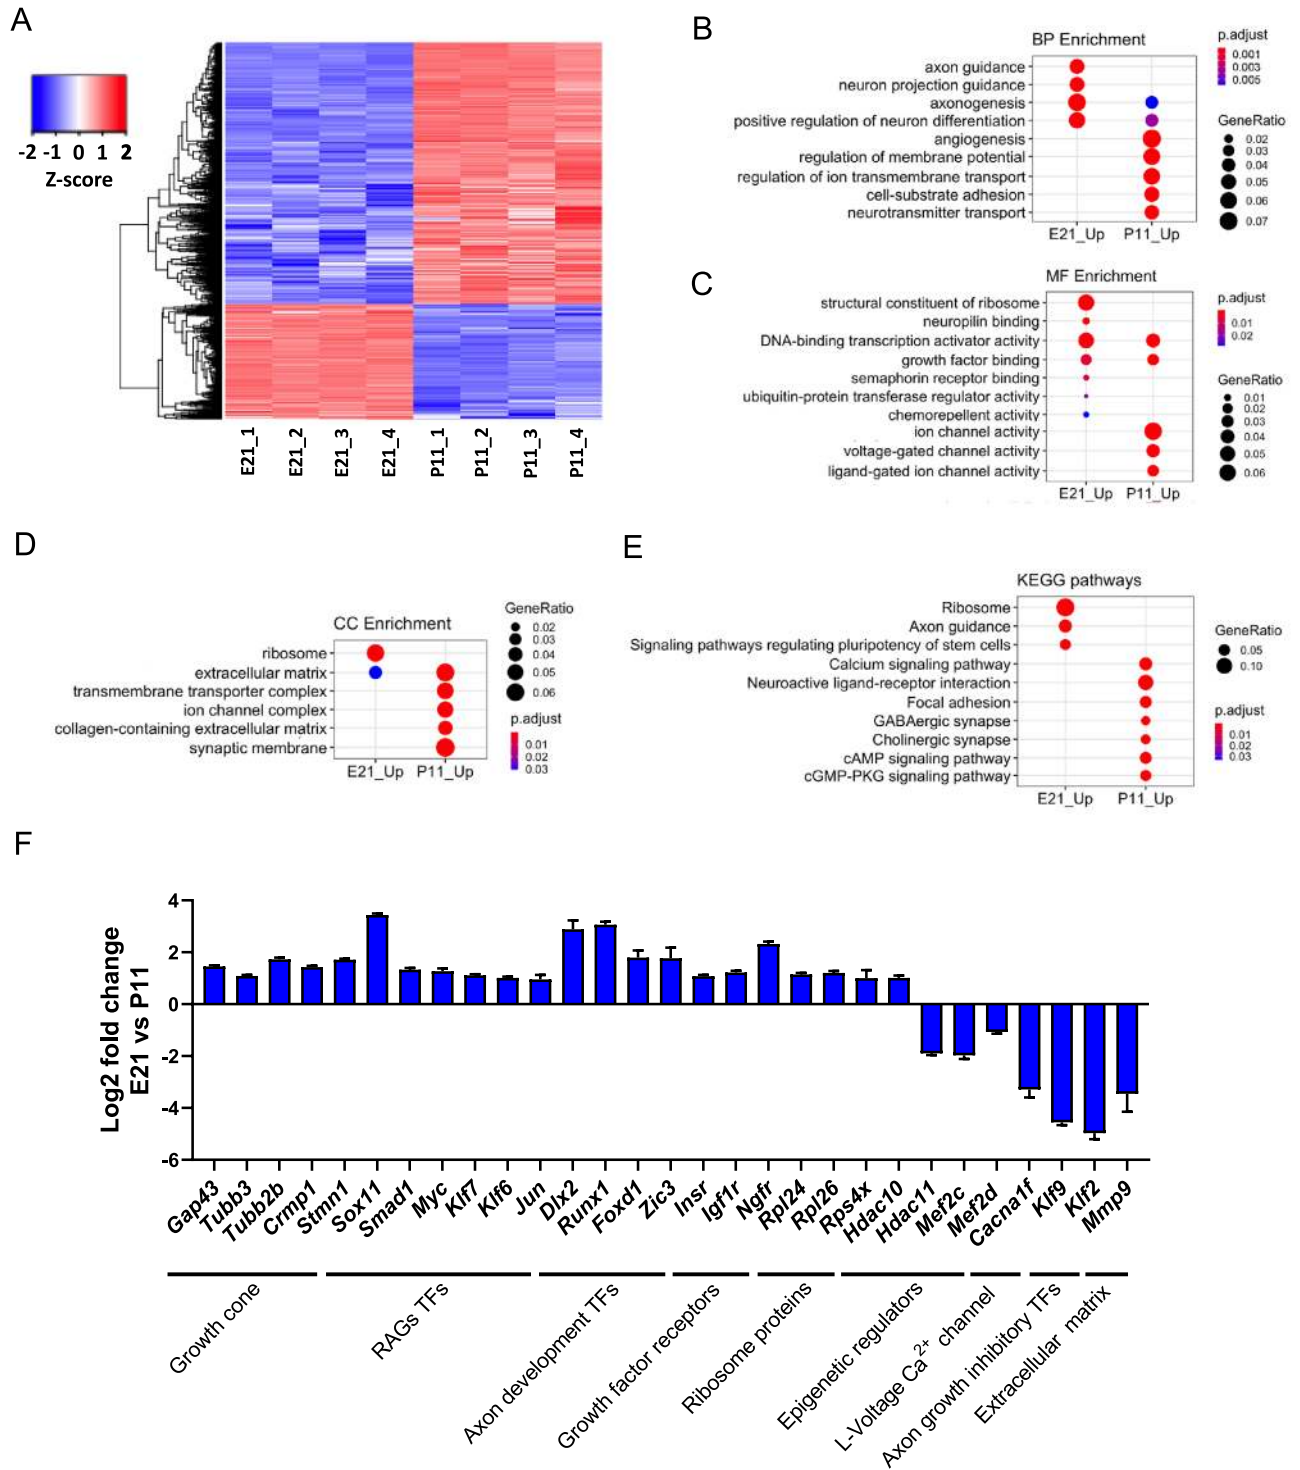 A
-2 -1 0 1 2
Z-score
E21_1
E21_2
E21_3
E21_4
P11_1
P11_2
P11_3
P11_4
B
BP Enrichment
axon guidance
neuron projection guidance
axonogenesis
positive regulation of neuron differentiation
angiogenesis
regulation of membrane potential
regulation of ion transmembrane transport
cell-substrate adhesion
neurotransmitter transport
E21_Up P11_Up
p.adjust
0.001
0.003
0.005
GeneRatio
0.02
0.03
0.04
0.05
0.06
0.07
C
MF Enrichment
structural constituent of ribosome
neuropilin binding
DNA-binding transcription activator activity
growth factor binding
semaphorin receptor binding
ubiquitin-protein transferase regulator activity
chemorepellent activity
ion channel activity
voltage-gated channel activity
ligand-gated ion channel activity
E21_Up P11_Up
p.adjust
0.01
0.02
GeneRatio
0.01
0.02
0.03
0.04
0.05
0.06
D
CC Enrichment
ribosome
extracellular matrix
transmembrane transporter complex
ion channel complex
collagen-containing extracellular matrix
synaptic membrane
E21_Up P11_Up
GeneRatio
0.02
0.03
0.04
0.05
0.06
p.adjust
0.01
0.02
0.03
E
KEGG pathways
Ribosome
Axon guidance
Signaling pathways regulating pluripotency of stem cells
Calcium signaling pathway
Neuroactive ligand-receptor interaction
Focal adhesion
GABAergic synapse
Cholinergic synapse
cAMP signaling pathway
cGMP-PKG signaling pathway
E21_Up P11_Up
GeneRatio
0.05
0.10
p.adjust
0.01
0.02
0.03
F
Log2 fold change
E21 vs P11
4
2
0
-2
-4
-6
Gap43
Tubb3
Tubb2b
Crmp1
Stmn1
Sox11
Smad1
Myc
Klf7
Klf6
Jun
Dlx2
Runx1
Foxd1
Zic3
Insr
Igf1r
Ngfr
Rpl24
Rpl26
Rps4x
Hdac10
Hdac11
Mef2c
Mef2d
Cacna1f
Klf9
Klf2
Mmp9
Growth cone
RAGs TFs
Axon development TFs
Growth factor receptors
Ribosome proteins
Epigenetic regulators
L-Voltage Ca2+ channel
Axon growth inhibitory TFs
Extracellular matrix